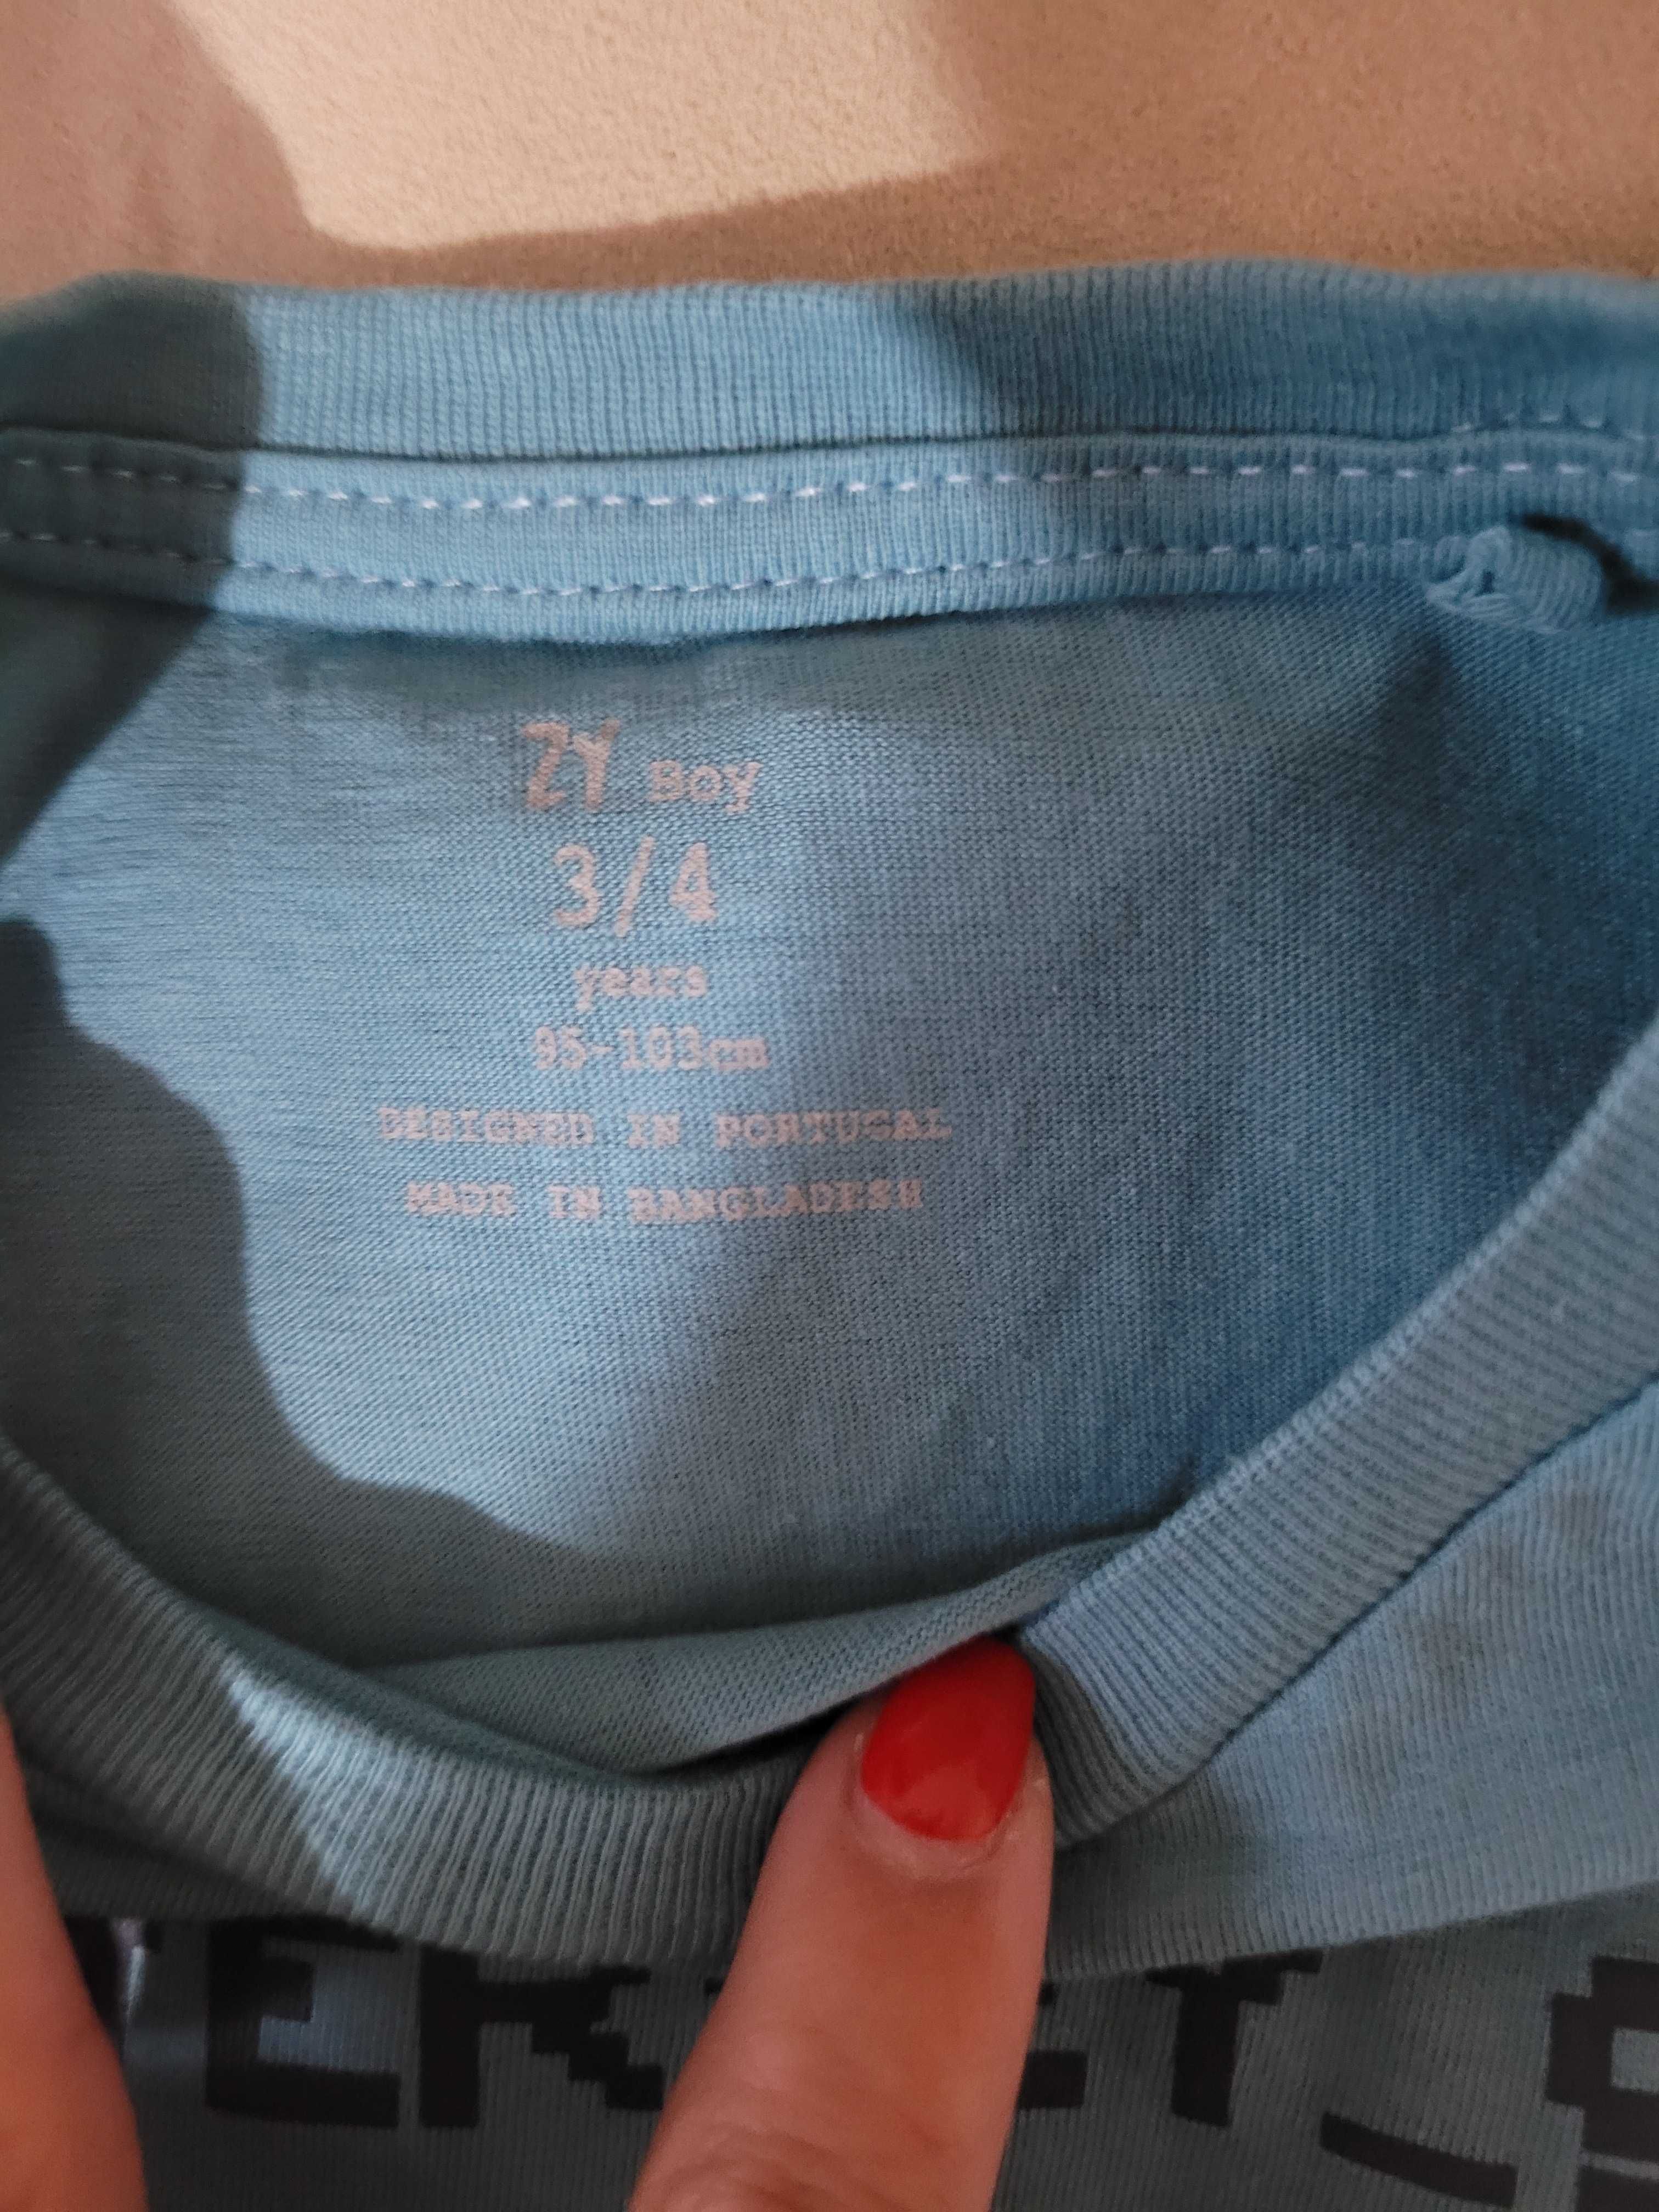 ZY Boy
3/4
years
95-103cm
DESIGNED IN PORTUGAL
MADE IN BANGLADESH